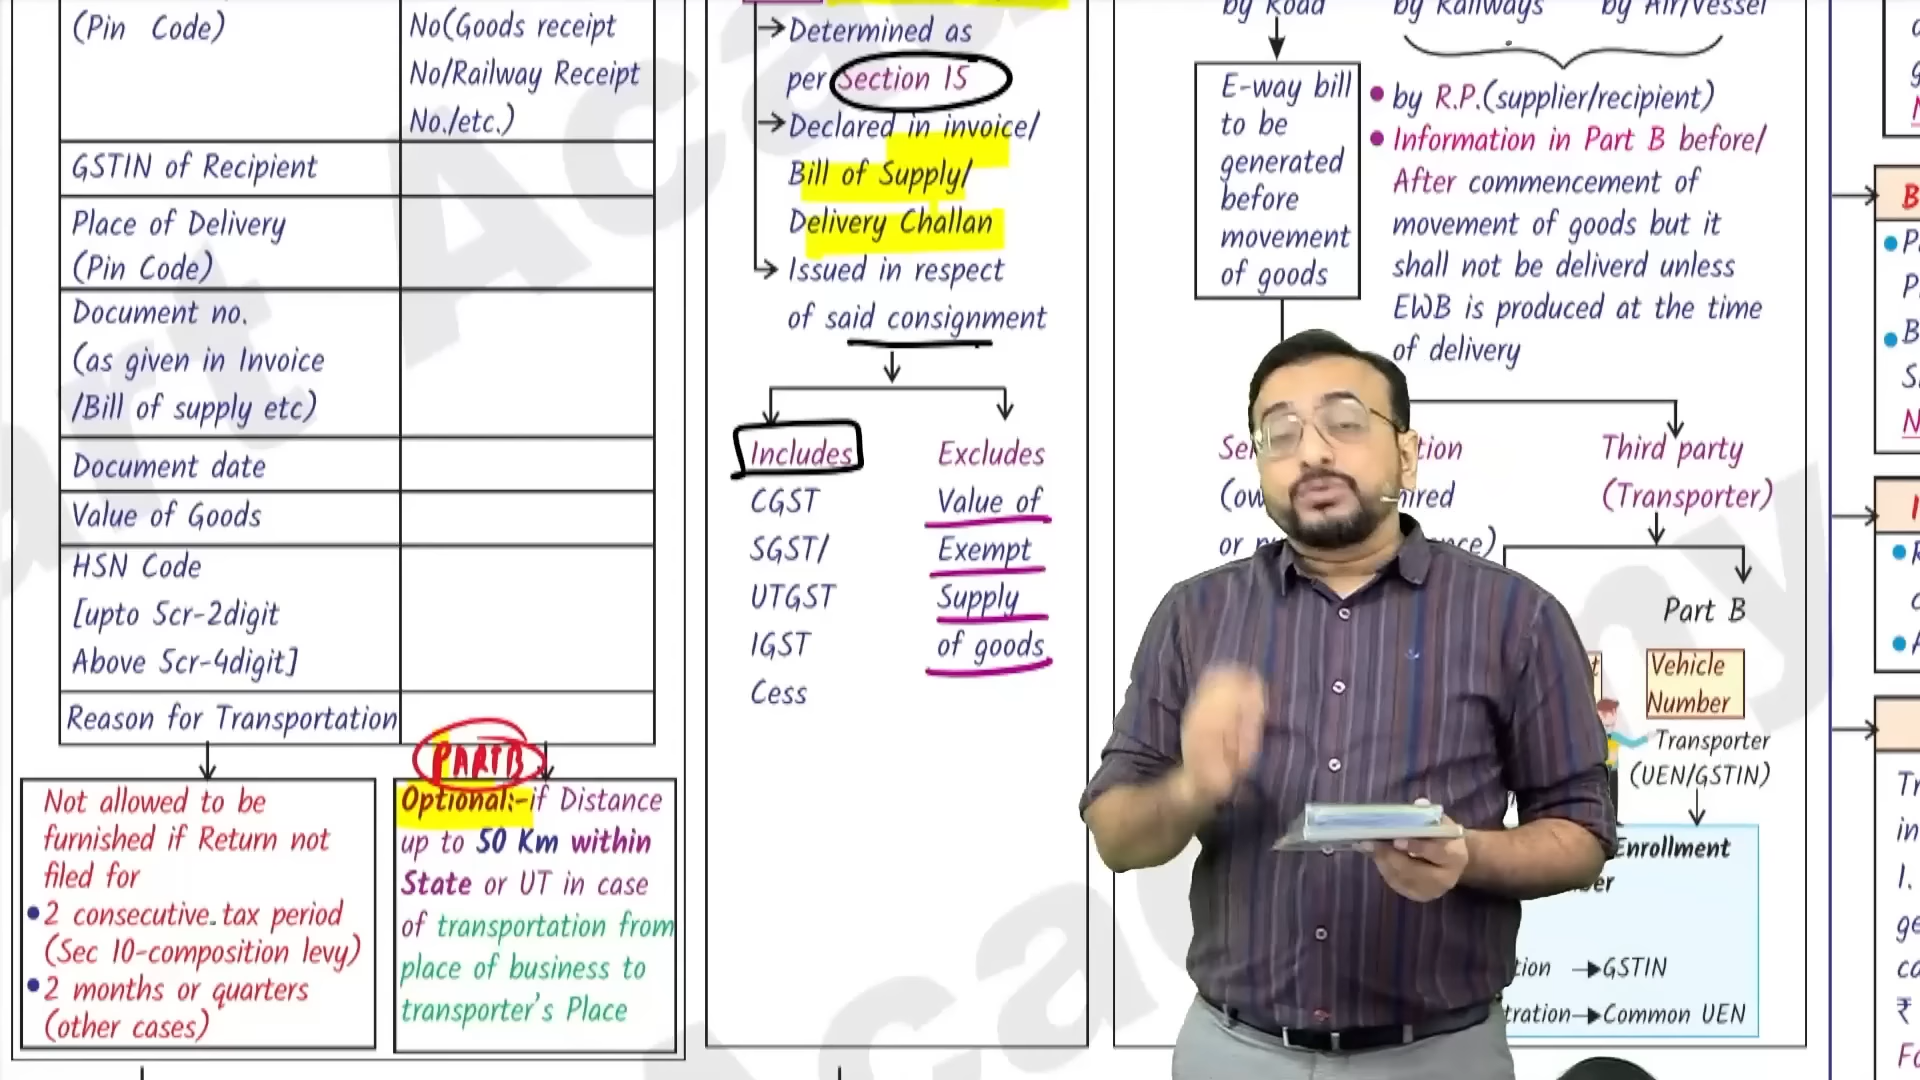 (Pin Code)
No(Goods receipt
No/Railway Receipt
No./etc.)
GSTIN of Recipient
Place of Delivery
(Pin Code)
Document no.
(as given in Invoice
/Bill of supply etc)
Document date
Value of Goods
HSN Code
[upto 5cr-2digit
Above 5cr-4digit]
Reason for Transportation
Not allowed to be
furnished if Return not
filed for
2 consecutive tax period
(Sec 10-composition levy)
2 months or quarters
(other cases)
PART B
Optional:-if Distance
up to 50 Km within
State or UT in case
of transportation from
place of business to
transporter's Place
Determined as
per Section 15
Declared in invoice/
Bill of Supply/
Delivery Challan
Issued in respect
of said consignment
Includes
CGST
SGST/
UTGST
IGST
Cess
Excludes
Value of
Exempt
Supply
of goods
by Road
by Railways
by Air/Vessel
E-way bill
to be
generated
before
movement
of goods
by R.P.(supplier/recipient)
Information in Part B before/
After commencement of
movement of goods but it
shall not be deliverd unless
EWB is produced at the time
of delivery
Third party
(Transporter)
Part B
Vehicle
Number
Transporter
(UEN/GSTIN)
Enrollment
GSTIN
Common UEN